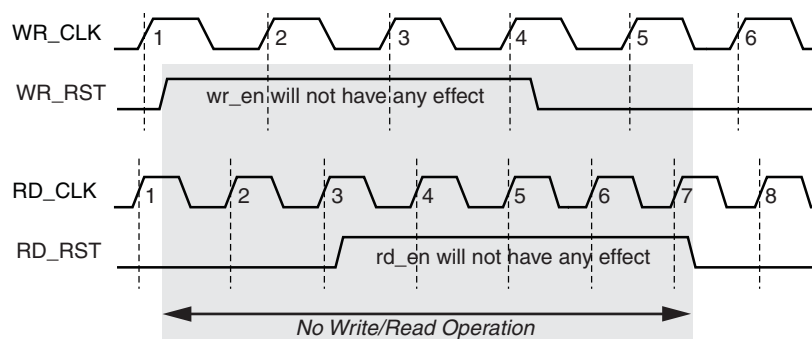 WR_CLK 1 2 3 4 5 6
WR_RST wr_en will not have any effect
RD_CLK 1 2 3 4 5 6 7 8
RD_RST rd_en will not have any effect
No Write/Read Operation